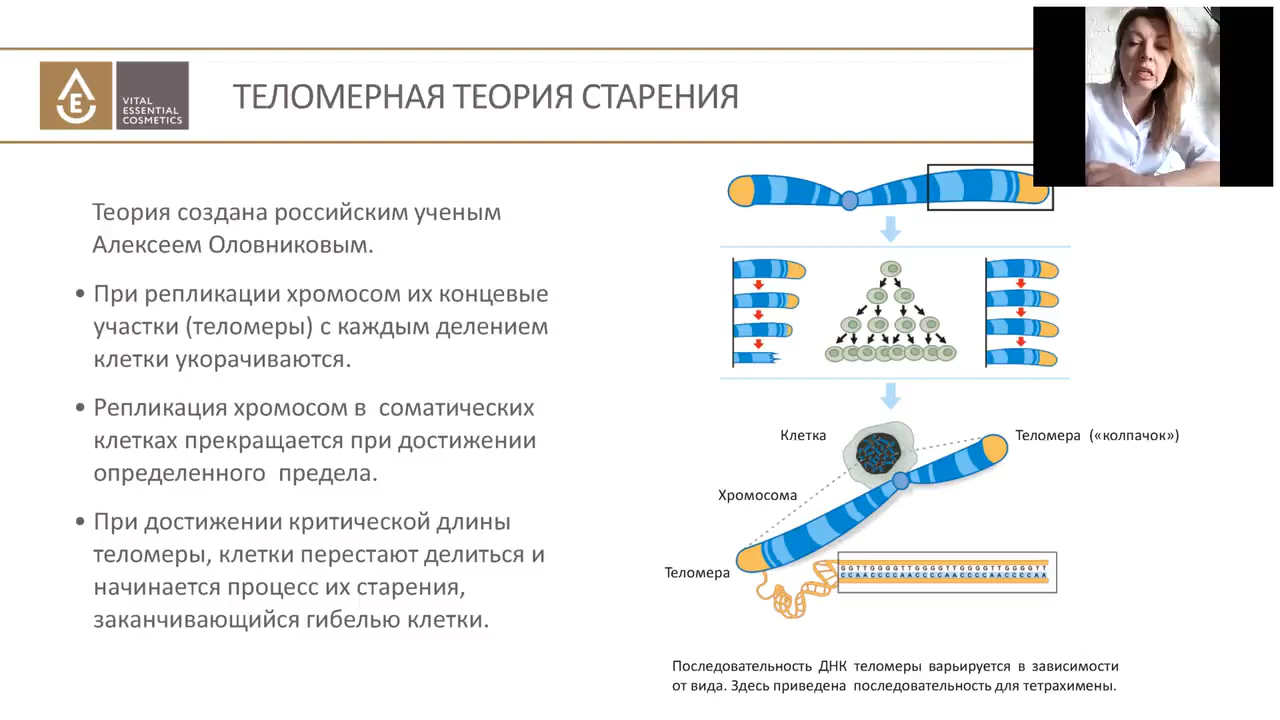 E
VITAL
ESSENTIAL
COSMETICS
ТЕЛОМЕРНАЯ ТЕОРИЯ СТАРЕНИЯ
Теория создана российским ученым
Алексеем Оловниковым.
• При репликации хромосом их концевые
участки (теломеры) с каждым делением
клетки укорачиваются.
• Репликация хромосом в соматических
клетках прекращается при достижении
определенного предела.
• При достижении критической длины
теломеры, клетки перестают делиться и
начинается процесс их старения,
заканчивающийся гибелью клетки.
Клетка
Теломера («колпачок»)
Хромосома
Теломера
GGTTGGGGTTGGGGTTGGGGTTGGGGTT
CCAACCCCAACCCCAACCCCAACCCCAA
Последовательность ДНК теломеры варьируется в зависимости
от вида. Здесь приведена последовательность для тетрахимены.